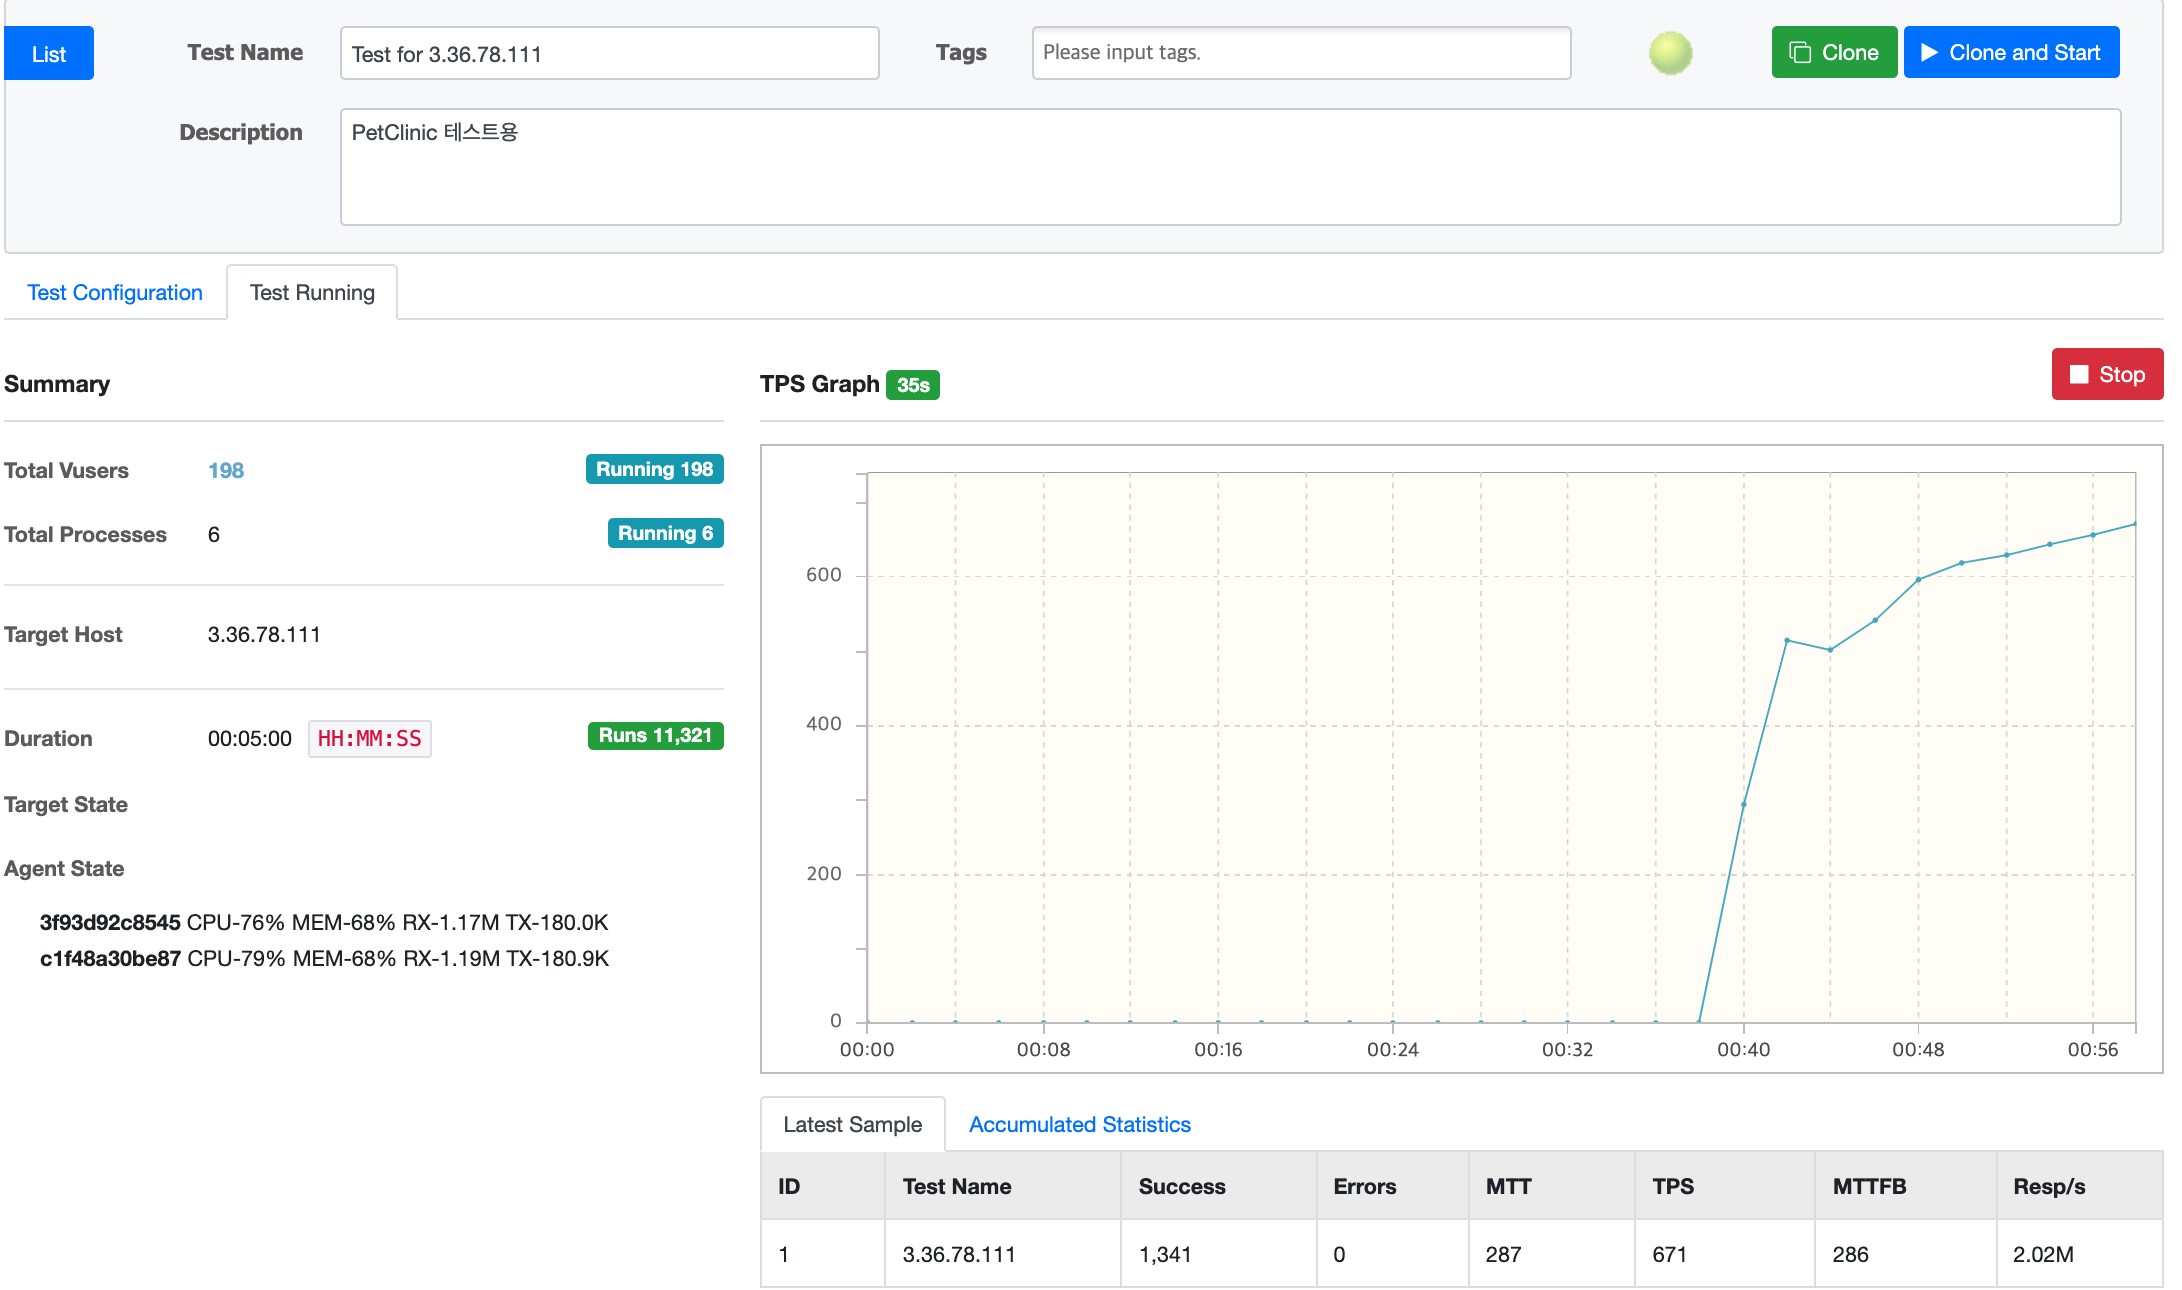 List
Test Name
Test for 3.36.78.111
Tags
Please input tags.
Clone
Clone and Start
Description
PetClinic 테스트용
Test Configuration
Test Running
Summary
Total Vusers 198 Running 198
Total Processes 6 Running 6
Target Host 3.36.78.111
Duration 00:05:00 HH:MM:SS Runs 11,321
Target State
Agent State
3f93d92c8545 CPU-76% MEM-68% RX-1.17M TX-180.0K
c1f48a30be87 CPU-79% MEM-68% RX-1.19M TX-180.9K
TPS Graph 35s
Stop
600
400
200
0
00:00 00:08 00:16 00:24 00:32 00:40 00:48 00:56
Latest Sample
Accumulated Statistics
ID Test Name Success Errors MTT TPS MTTFB Resp/s
1 3.36.78.111 1,341 0 287 671 286 2.02M